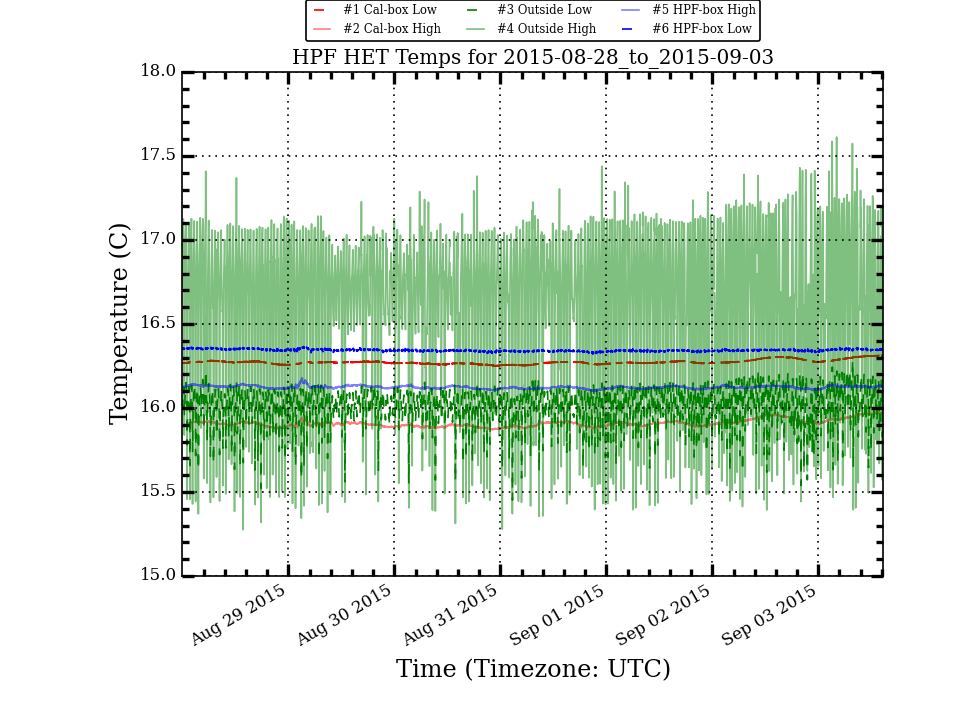 #1 Cal-box Low #3 Outside Low #5 HPF-box High
#2 Cal-box High #4 Outside High #6 HPF-box Low
HPF HET Temps for 2015-08-28_to_2015-09-03
18.0
17.5
17.0
16.5
16.0
15.5
15.0
Temperature (C)
Aug 29 2015 Aug 30 2015 Aug 31 2015 Sep 01 2015 Sep 02 2015 Sep 03 2015
Time (Timezone: UTC)